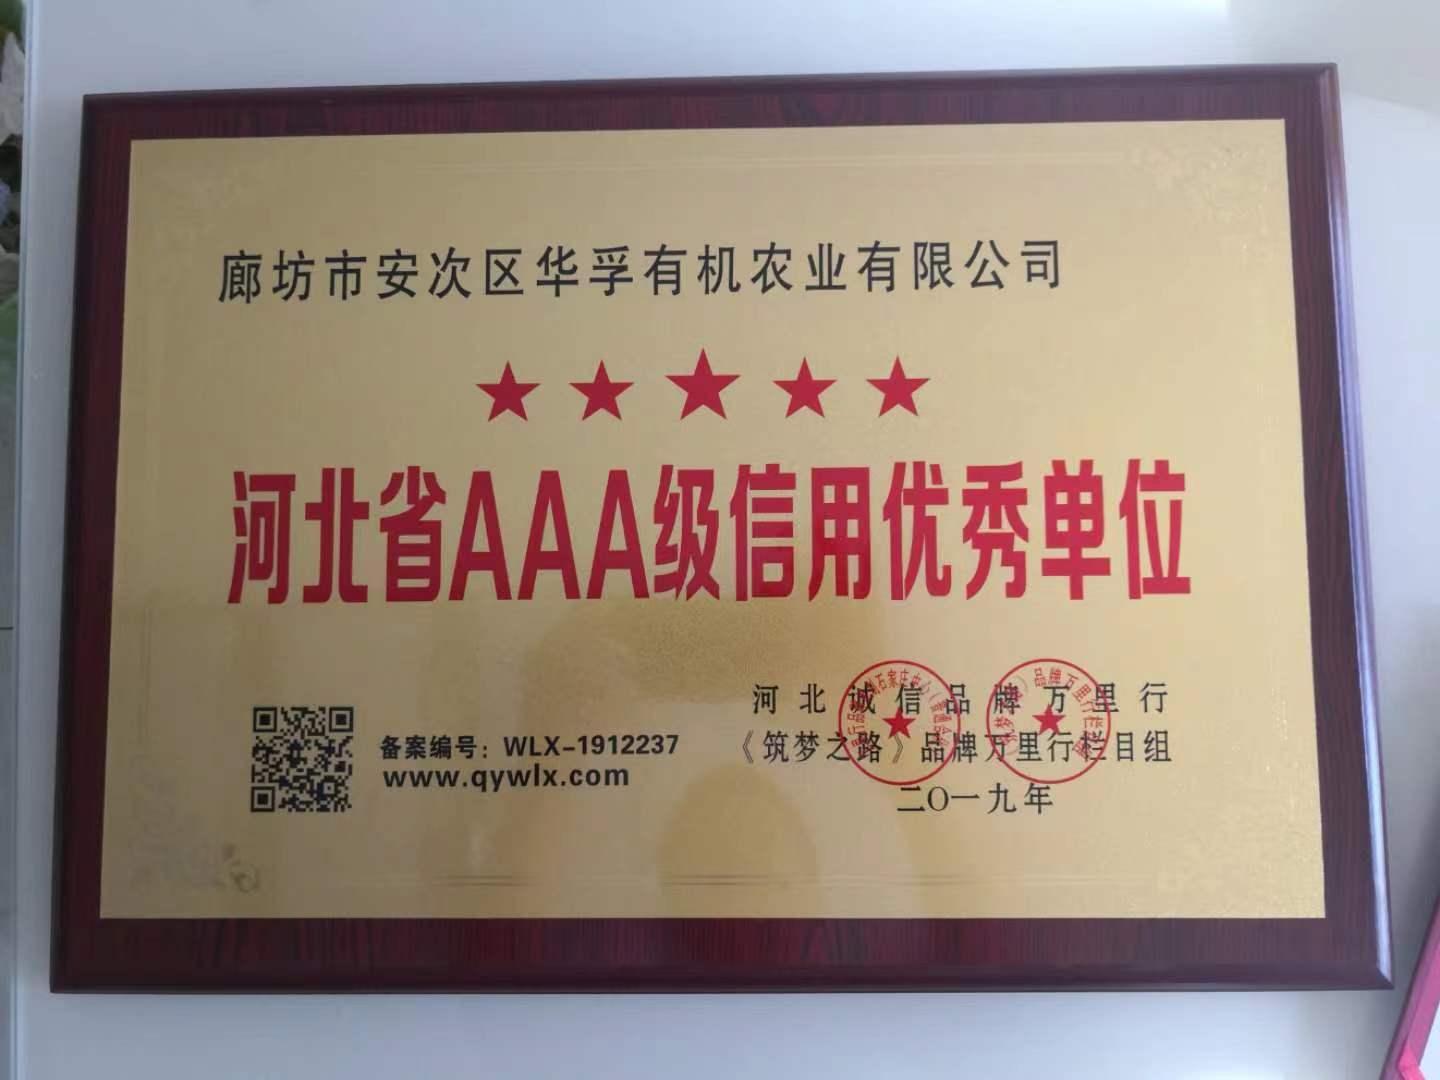 廊坊市安次区华孚有机农业有限公司
河北省AAA级信用优秀单位
河北诚信品牌万里行
《筑梦之路》品牌万里行栏目组
二〇一九年
备案编号：WLX-1912237
www.qywlx.com